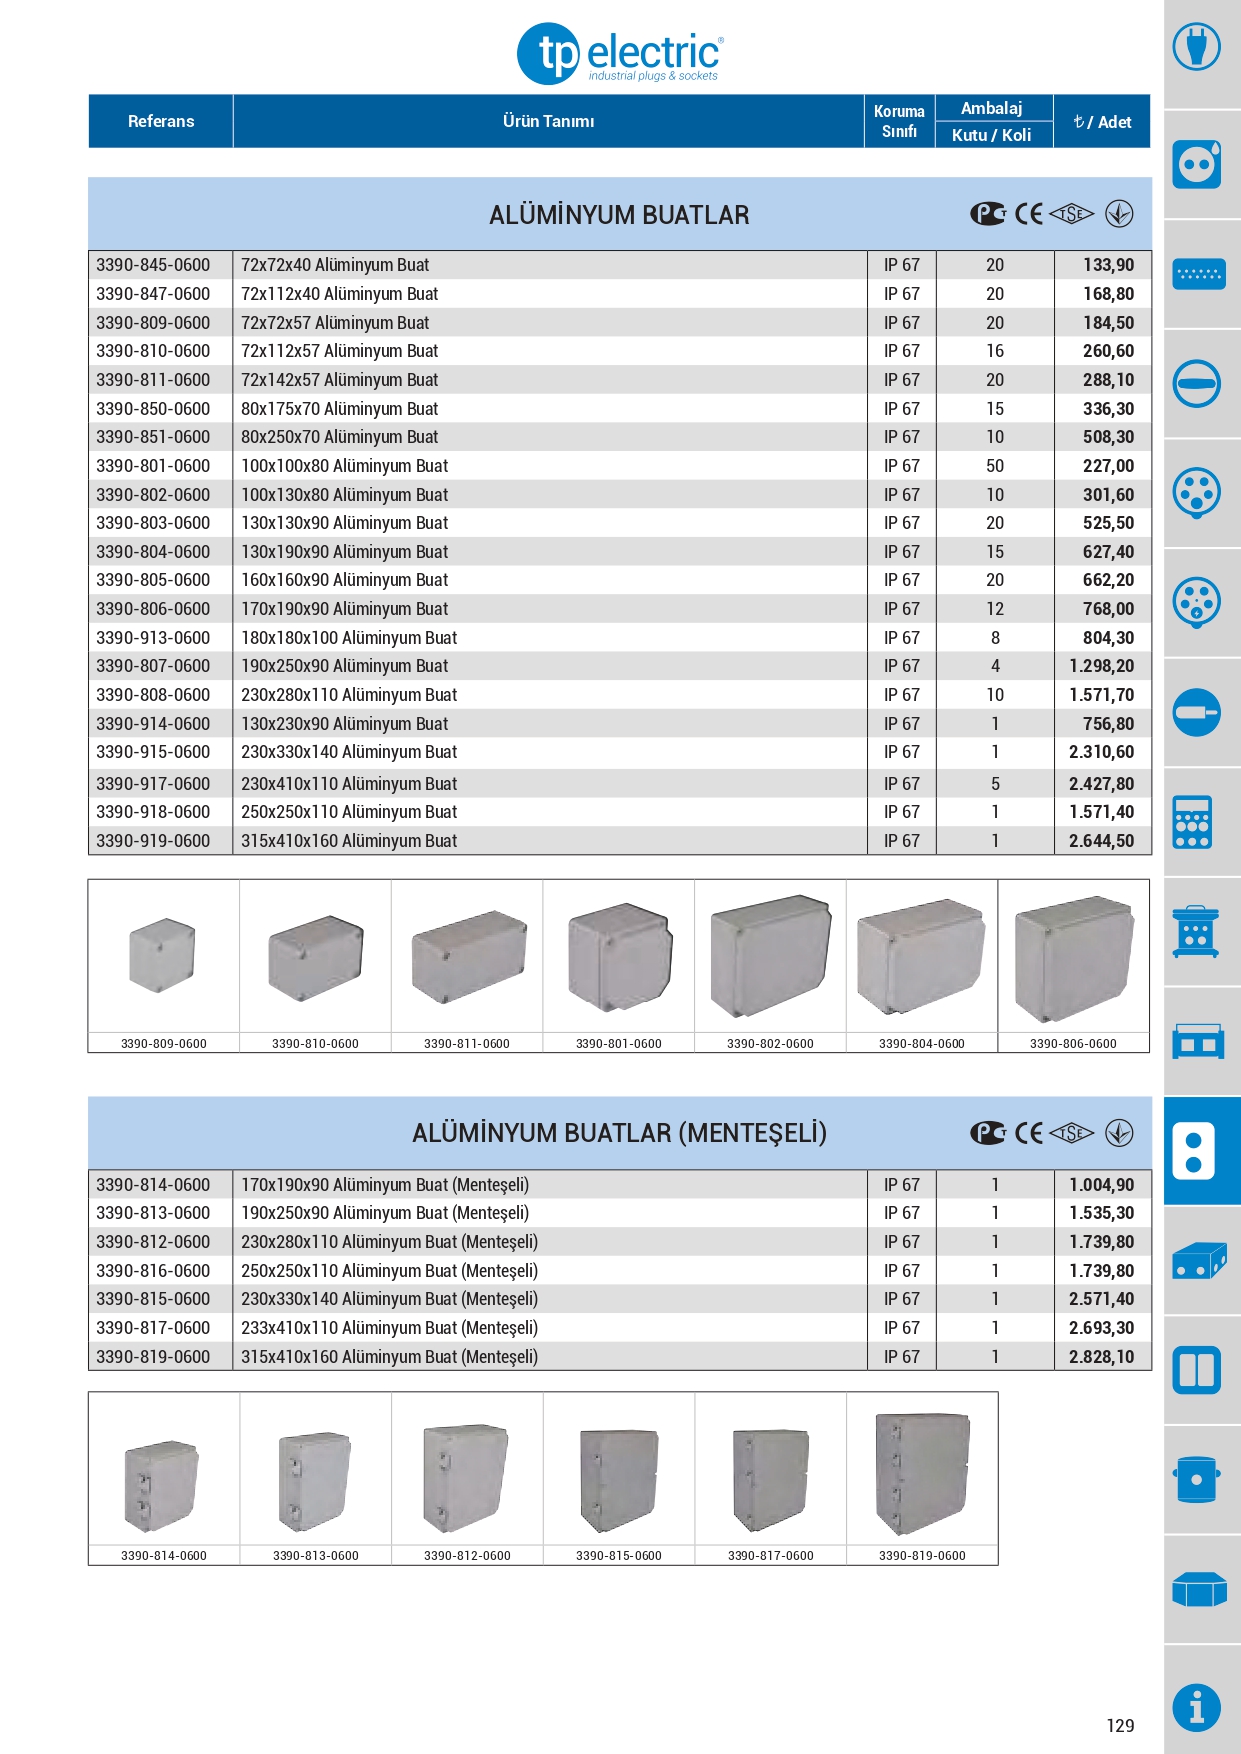 tp electric®
industrial plugs & sockets
Referans Ürün Tanımı Koruma Sınıfı Ambalaj Kutu / Koli ₺ / Adet
ALÜMİNYUM BUATLAR
3390-845-0600 72x72x40 Alüminyum Buat IP 67 20 133,90
3390-847-0600 72x112x40 Alüminyum Buat IP 67 20 168,80
3390-809-0600 72x72x57 Alüminyum Buat IP 67 20 184,50
3390-810-0600 72x112x57 Alüminyum Buat IP 67 16 260,60
3390-811-0600 72x142x57 Alüminyum Buat IP 67 20 288,10
3390-850-0600 80x175x70 Alüminyum Buat IP 67 15 336,30
3390-851-0600 80x250x70 Alüminyum Buat IP 67 10 508,30
3390-801-0600 100x100x80 Alüminyum Buat IP 67 50 227,00
3390-802-0600 100x130x80 Alüminyum Buat IP 67 10 301,60
3390-803-0600 130x130x90 Alüminyum Buat IP 67 20 525,50
3390-804-0600 130x190x90 Alüminyum Buat IP 67 15 627,40
3390-805-0600 160x160x90 Alüminyum Buat IP 67 20 662,20
3390-806-0600 170x190x90 Alüminyum Buat IP 67 12 768,00
3390-913-0600 180x180x100 Alüminyum Buat IP 67 8 804,30
3390-807-0600 190x250x90 Alüminyum Buat IP 67 4 1.298,20
3390-808-0600 230x280x110 Alüminyum Buat IP 67 10 1.571,70
3390-914-0600 130x230x90 Alüminyum Buat IP 67 1 756,80
3390-915-0600 230x330x140 Alüminyum Buat IP 67 1 2.310,60
3390-917-0600 230x410x110 Alüminyum Buat IP 67 5 2.427,80
3390-918-0600 250x250x110 Alüminyum Buat IP 67 1 1.571,40
3390-919-0600 315x410x160 Alüminyum Buat IP 67 1 2.644,50
3390-809-0600 3390-810-0600 3390-811-0600 3390-801-0600 3390-802-0600 3390-804-0600 3390-806-0600
ALÜMİNYUM BUATLAR (MENTEŞELİ)
3390-814-0600 170x190x90 Alüminyum Buat (Menteşeli) IP 67 1 1.004,90
3390-813-0600 190x250x90 Alüminyum Buat (Menteşeli) IP 67 1 1.535,30
3390-812-0600 230x280x110 Alüminyum Buat (Menteşeli) IP 67 1 1.739,80
3390-816-0600 250x250x110 Alüminyum Buat (Menteşeli) IP 67 1 1.739,80
3390-815-0600 230x330x140 Alüminyum Buat (Menteşeli) IP 67 1 2.571,40
3390-817-0600 233x410x110 Alüminyum Buat (Menteşeli) IP 67 1 2.693,30
3390-819-0600 315x410x160 Alüminyum Buat (Menteşeli) IP 67 1 2.828,10
3390-814-0600 3390-813-0600 3390-812-0600 3390-815-0600 3390-817-0600 3390-819-0600
129